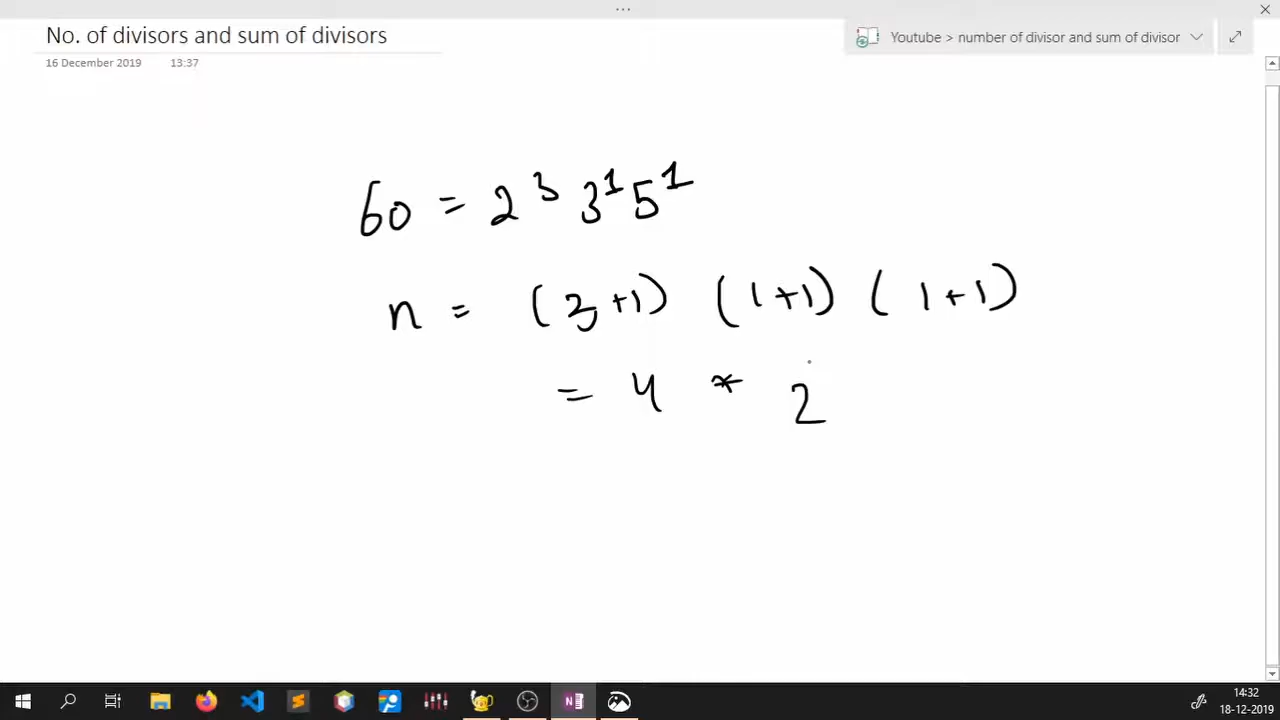 No. of divisors and sum of divisors
Youtube > number of divisor and sum of divisor
16 December 2019 13:37
60 = 2³ 3¹ 5¹
n = (3+1) (1+1) (1+1)
= 4 * 2
14:32
18-12-2019